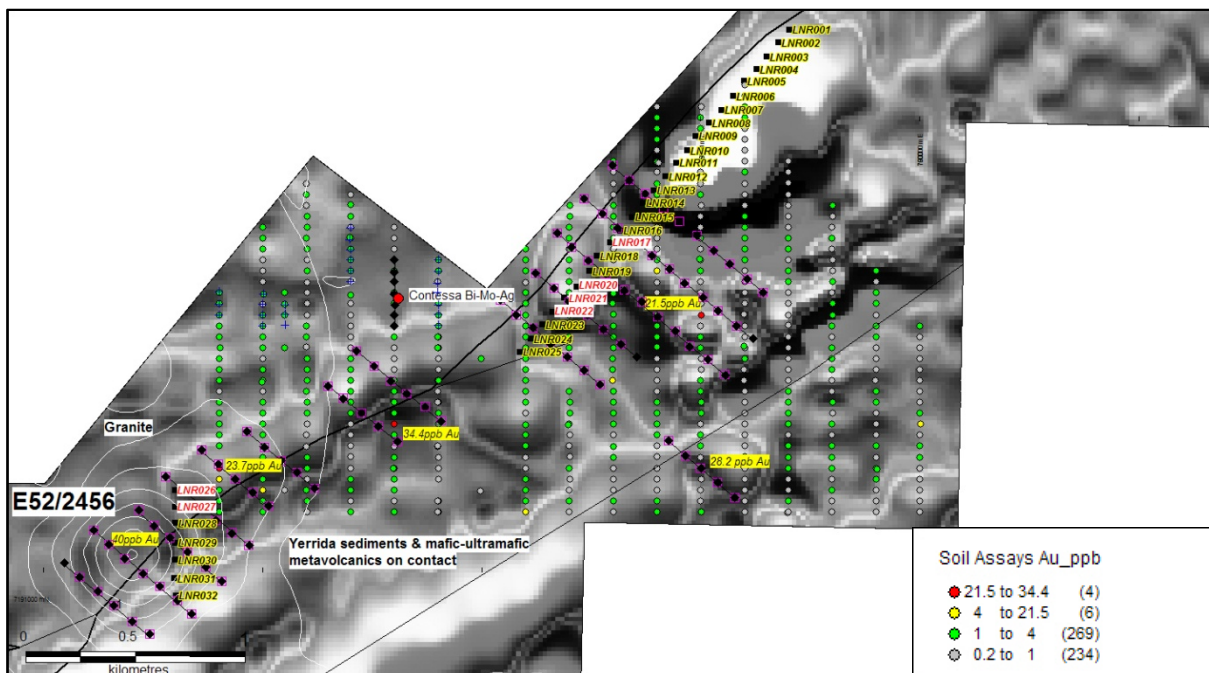 LNR001
LNR002
LNR003
LNR004
LNR005
LNR006
LNR007
LNR008
LNR009
LNR010
LNR011
LNR012
LNR013
LNR014
LNR015
LNR016
LNR017
LNR018
LNR019
LNR020
Contessa Bi-Mo-Ag
LNR021
21.5ppb Au
LNR022
LNR023
LNR024
LNR025
Granite
34.4ppb Au
23.7ppb Au
28.2 ppb Au
LNR026
E52/2456
LNR027
LNR028
40ppb Au
LNR029
Yerrida sediments & mafic-ultramafic
metavolcanics on contact
LNR030
LNR031
LNR032
0 0.5 1
kilometres
Soil Assays Au_ppb
21.5 to 34.4 (4)
4 to 21.5 (6)
1 to 4 (269)
0.2 to 1 (234)